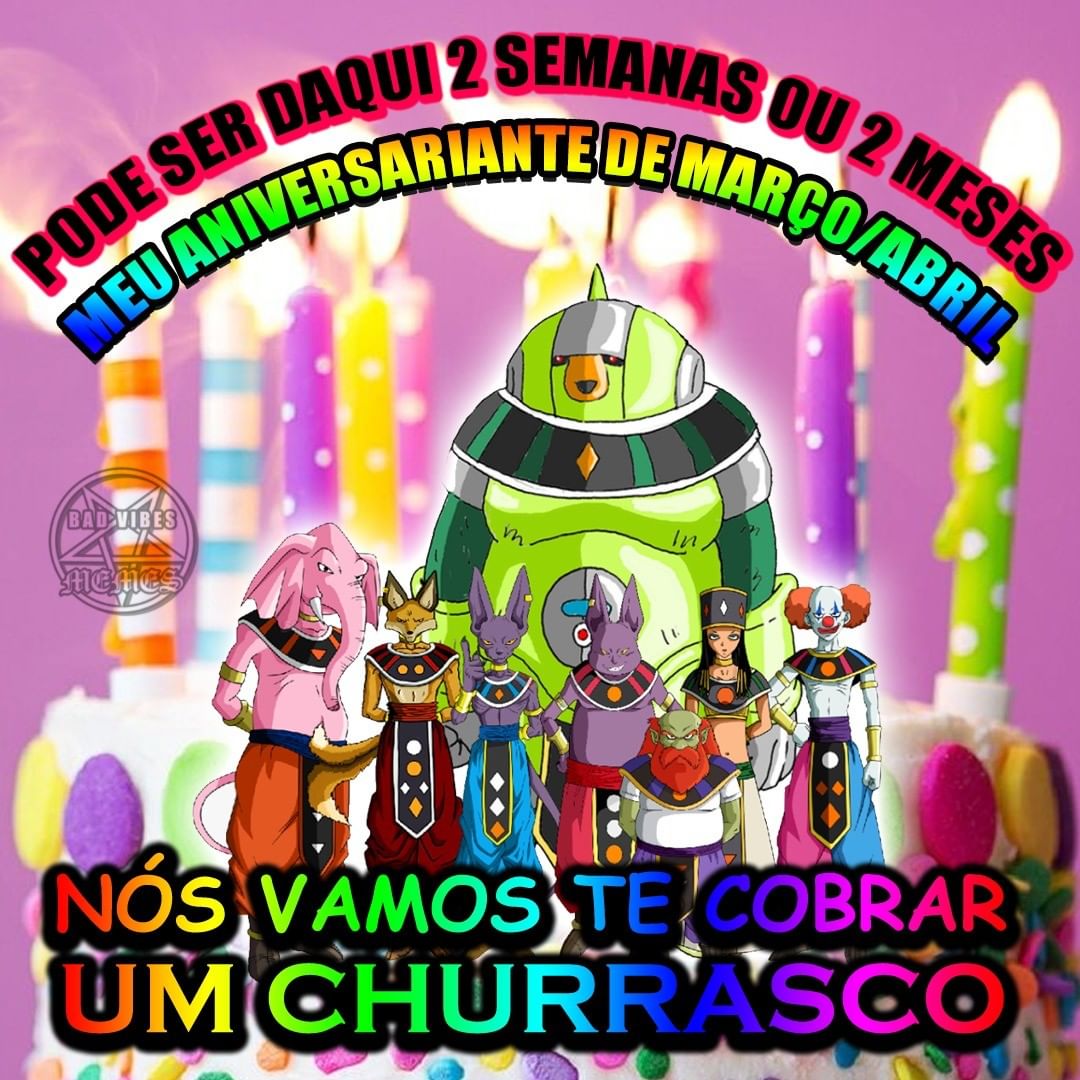 PODE SER DAQUI 2 SEMANAS OU 2 MESES
MEU ANIVERSARIANTE DE MARÇO/ABRIL
BAD VIBES
MEMES
NÓS VAMOS TE COBRAR
UM CHURRASCO